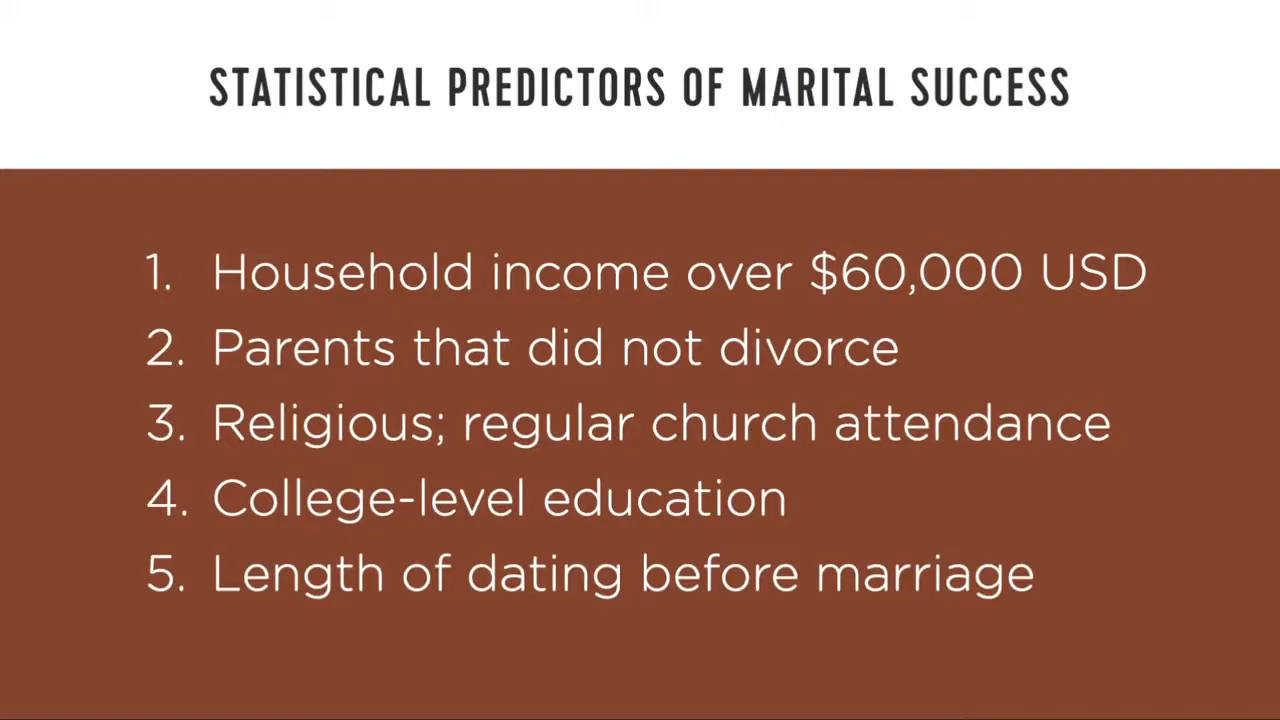 STATISTICAL PREDICTORS OF MARITAL SUCCESS
1. Household income over $60,000 USD
2. Parents that did not divorce
3. Religious; regular church attendance
4. College-level education
5. Length of dating before marriage